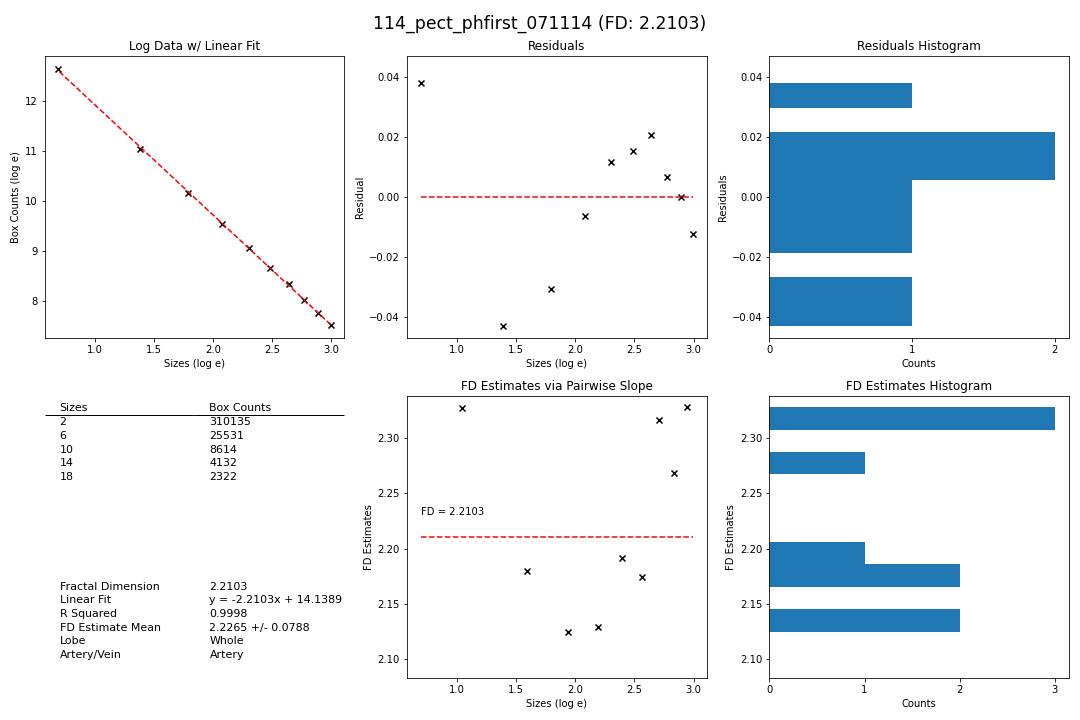 114_pect_phfirst_071114 (FD: 2.2103)
Log Data w/ Linear Fit
Box Counts (log e)
12
11
10
9
8
1.0 1.5 2.0 2.5 3.0
Sizes (log e)
Residuals
Residual
0.04
0.02
0.00
−0.02
−0.04
1.0 1.5 2.0 2.5 3.0
Sizes (log e)
Residuals Histogram
Residuals
0.04
0.02
0.00
−0.02
−0.04
0 1 2
Counts
Sizes Box Counts
2 310135
6 25531
10 8614
14 4132
18 2322
Fractal Dimension 2.2103
Linear Fit y = -2.2103x + 14.1389
R Squared 0.9998
FD Estimate Mean 2.2265 +/- 0.0788
Lobe Whole
Artery/Vein Artery
FD Estimates via Pairwise Slope
FD Estimates
2.30
2.25
2.20
2.15
2.10
FD = 2.2103
1.0 1.5 2.0 2.5 3.0
Sizes (log e)
FD Estimates Histogram
FD Estimates
2.30
2.25
2.20
2.15
2.10
0 1 2 3
Counts